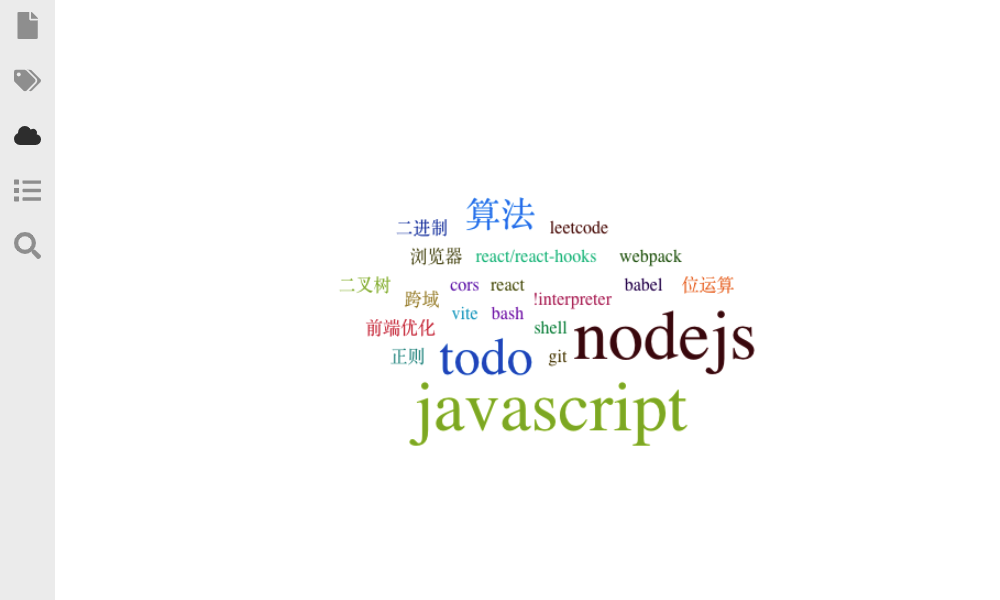 算法
二进制
leetcode
浏览器
react/react-hooks
webpack
二叉树
cors
react
babel
位运算
跨域
!interpreter
vite
bash
前端优化
shell
nodejs
正则
todo
git
javascript